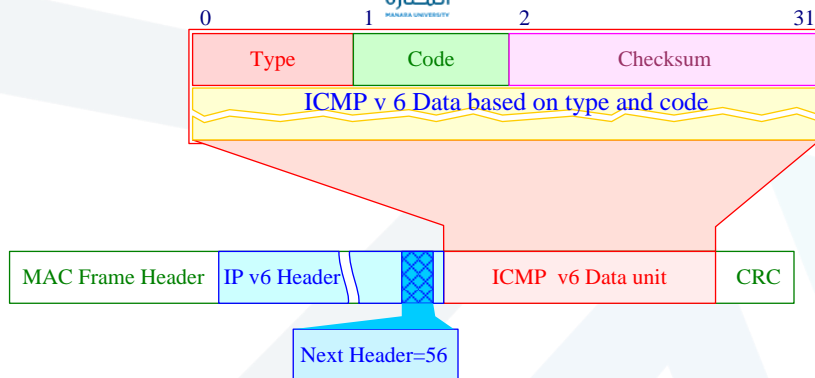 المنارة
MANARA UNIVERSITY
0 1 2 31
Type Code Checksum
ICMP v 6 Data based on type and code
MAC Frame Header IP v6 Header ICMP v6 Data unit CRC
Next Header=56